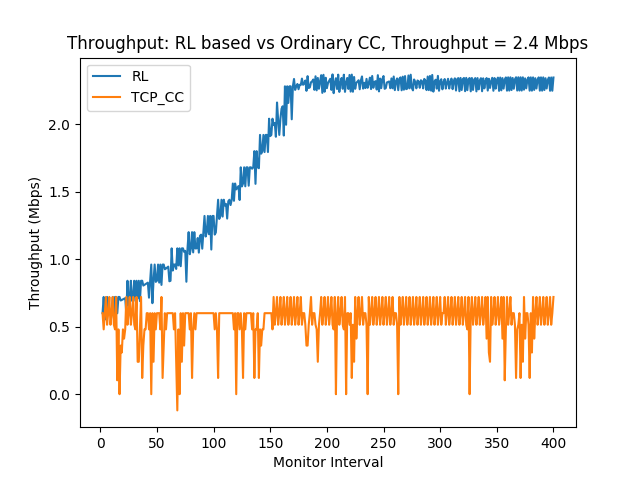 Throughput: RL based vs Ordinary CC, Throughput = 2.4 Mbps
RL
TCP_CC
Throughput (Mbps)
2.0
1.5
1.0
0.5
0.0
0 50 100 150 200 250 300 350 400
Monitor Interval